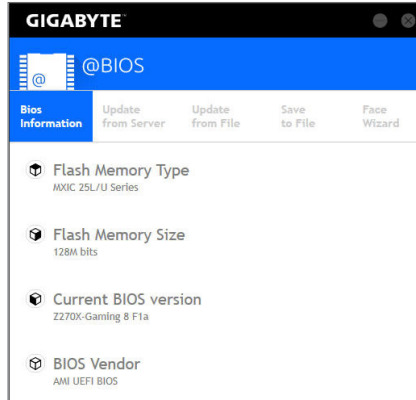 GIGABYTE
@
@BIOS
Bios Information
Update from Server
Update from File
Save to File
Face Wizard
Flash Memory Type
MXIC 25L/U Series
Flash Memory Size
128M bits
Current BIOS version
Z270X-Gaming 8 F1a
BIOS Vendor
AMI UEFI BIOS